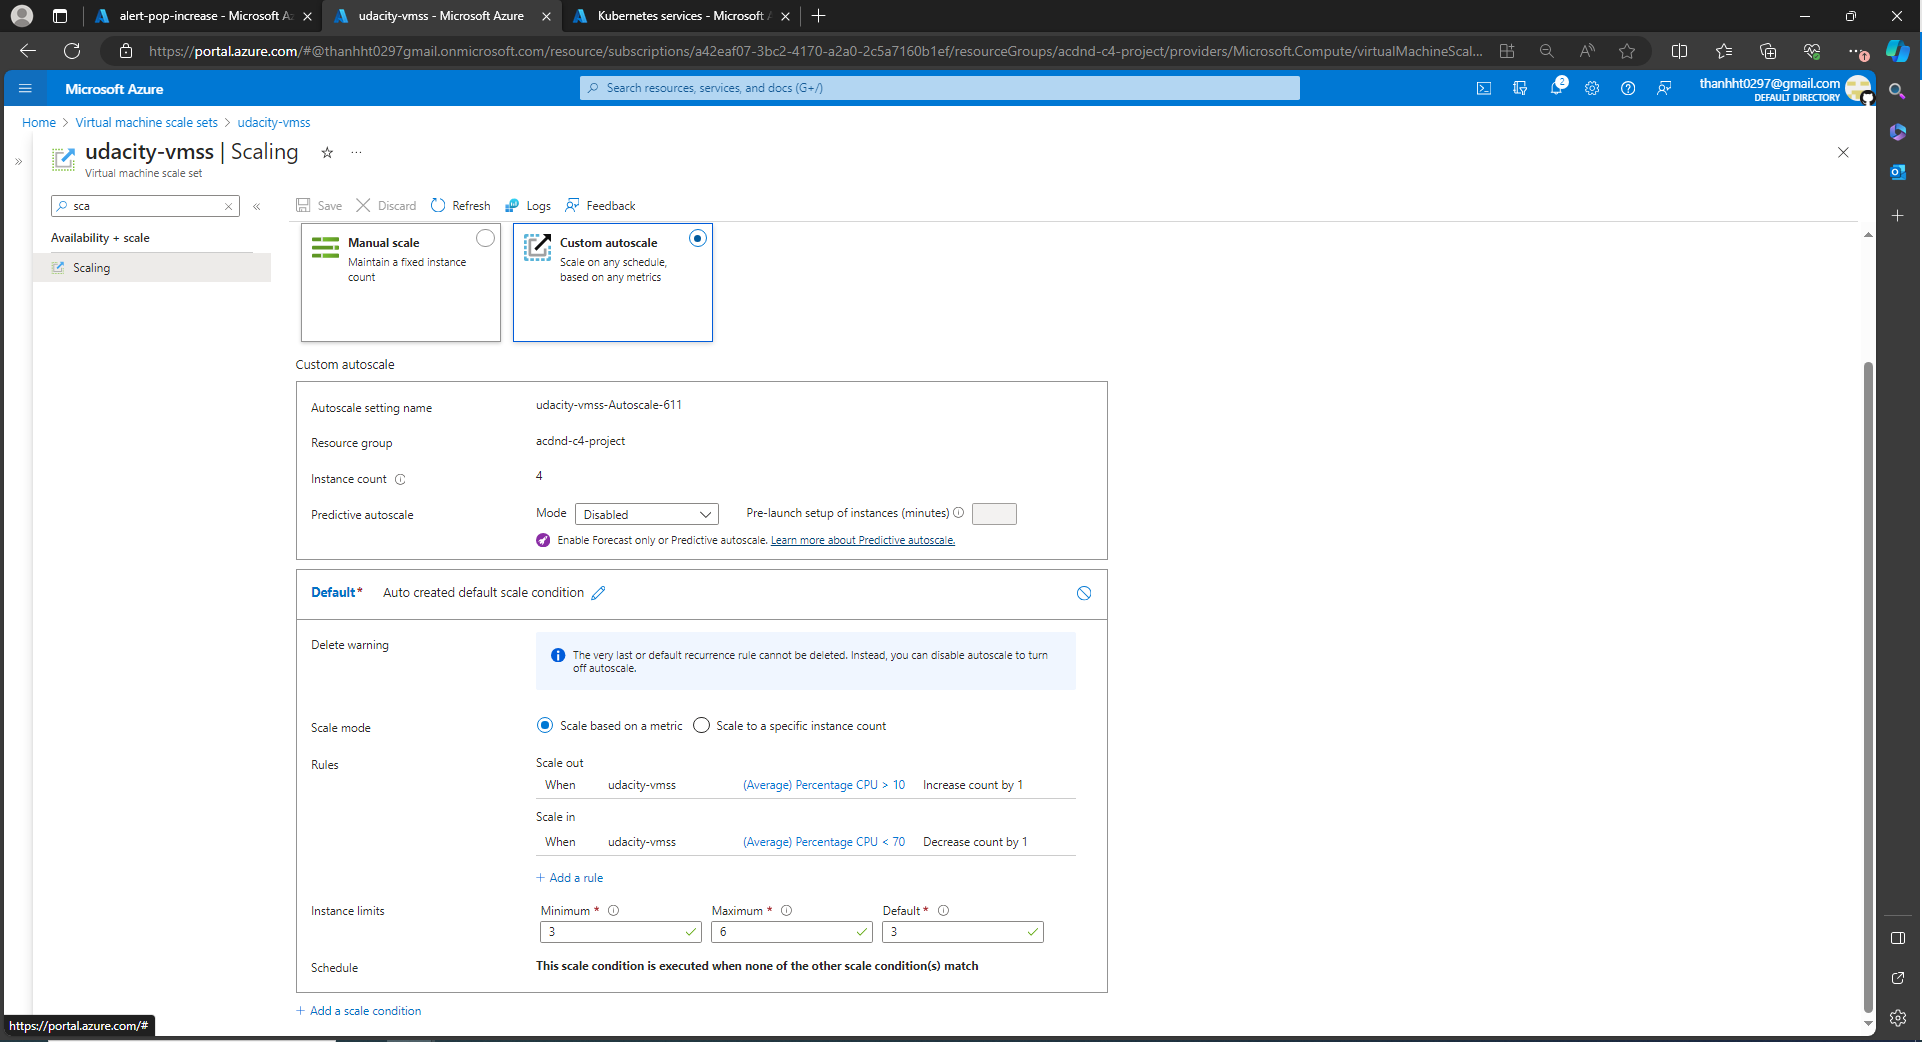 alert-pop-increase - Microsoft Az
udacity-vmss - Microsoft Azure
Kubernetes services - Microsoft A
https://portal.azure.com/#@thanhht0297gmail.onmicrosoft.com/resource/subscriptions/a42eaf07-3bc2-4170-a2a0-2c5a7160b1ef/resourceGroups/acdnd-c4-project/providers/Microsoft.Compute/virtualMachineScal...
Microsoft Azure
Search resources, services, and docs (G+/)
2
thanhht0297@gmail.com
DEFAULT DIRECTORY
Home > Virtual machine scale sets > udacity-vmss
udacity-vmss | Scaling
Virtual machine scale set
sca
Save Discard Refresh Logs Feedback
Availability + scale
Scaling
Manual scale
Maintain a fixed instance
count
Custom autoscale
Scale on any schedule,
based on any metrics
Custom autoscale
Autoscale setting name udacity-vmss-Autoscale-611
Resource group acdnd-c4-project
Instance count 4
Predictive autoscale Mode Disabled Pre-launch setup of instances (minutes)
Enable Forecast only or Predictive autoscale. Learn more about Predictive autoscale.
Default* Auto created default scale condition
Delete warning
The very last or default recurrence rule cannot be deleted. Instead, you can disable autoscale to turn
off autoscale.
Scale mode Scale based on a metric Scale to a specific instance count
Rules Scale out
When udacity-vmss (Average) Percentage CPU > 10 Increase count by 1
Scale in
When udacity-vmss (Average) Percentage CPU < 70 Decrease count by 1
+ Add a rule
Instance limits Minimum * Maximum * Default *
3 6 3
Schedule This scale condition is executed when none of the other scale condition(s) match
+ Add a scale condition
https://portal.azure.com/#